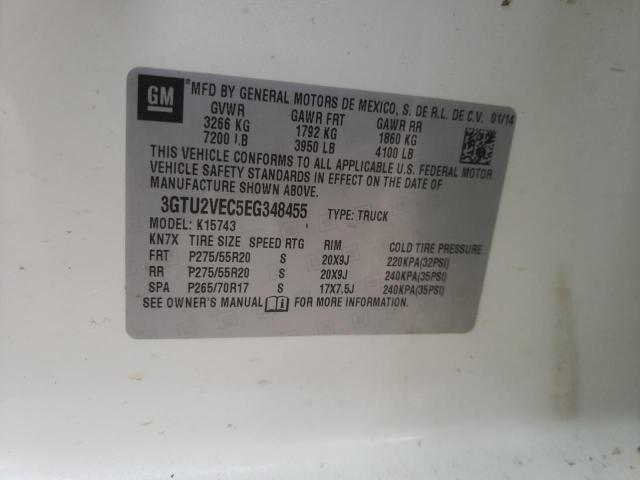 GM
®MFD BY GENERAL MOTORS DE MEXICO, S. DE R.L. DE C.V. 01/14
GVWR GAWR FRT GAWR RR
3266 KG 1792 KG 1860 KG
7200 LB 3950 LB 4100 LB
THIS VEHICLE CONFORMS TO ALL APPLICABLE U.S. FEDERAL MOTOR
VEHICLE SAFETY STANDARDS IN EFFECT ON THE DATE OF
MANUFACTURE SHOWN ABOVE.
3GTU2VEC5EG348455 TYPE: TRUCK
MODEL: K15743
KN7X TIRE SIZE SPEED RTG RIM COLD TIRE PRESSURE
FRT P275/55R20 S 20X9J 220KPA(32PSI)
RR P275/55R20 S 20X9J 240KPA(35PSI)
SPA P265/70R17 S 17X7.5J 240KPA(35PSI)
SEE OWNER'S MANUAL FOR MORE INFORMATION.